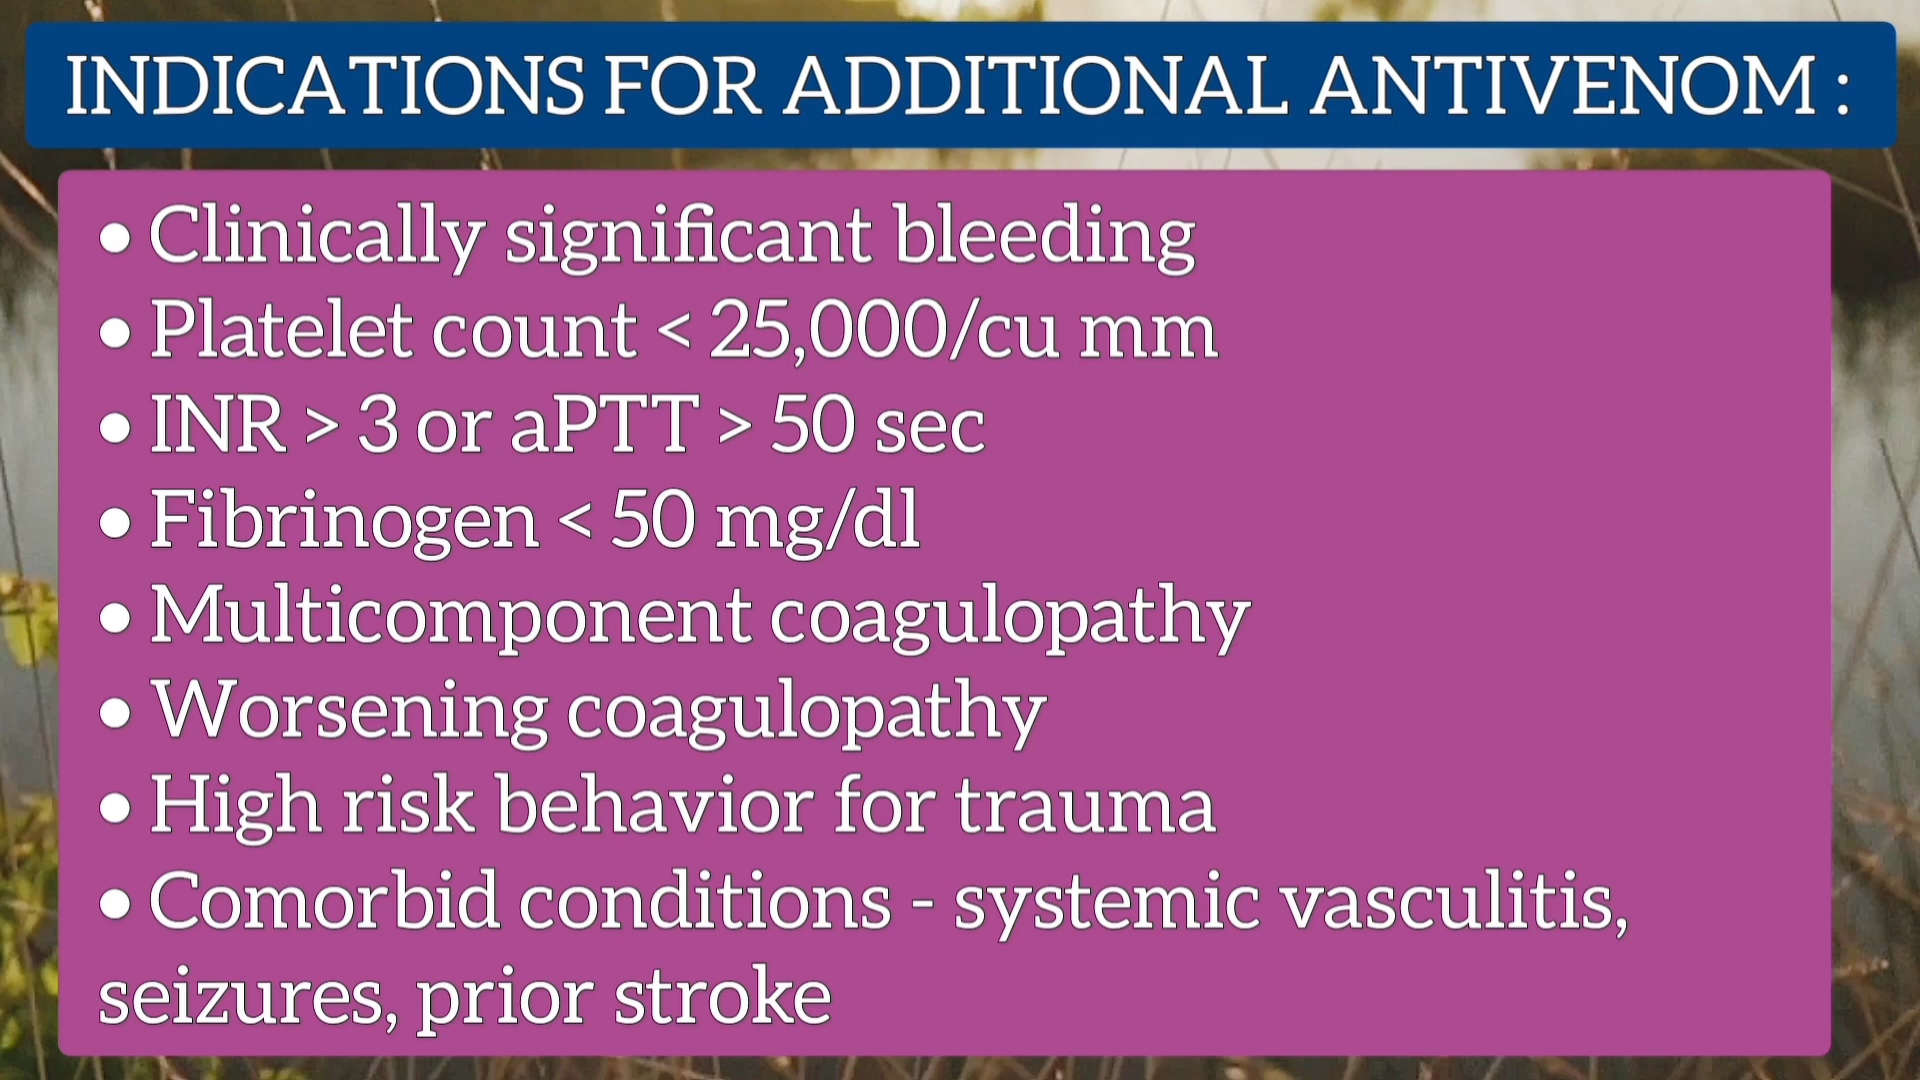 INDICATIONS FOR ADDITIONAL ANTIVENOM :
• Clinically significant bleeding
• Platelet count < 25,000/cu mm
• INR > 3 or aPTT > 50 sec
• Fibrinogen < 50 mg/dl
• Multicomponent coagulopathy
• Worsening coagulopathy
• High risk behavior for trauma
• Comorbid conditions - systemic vasculitis,
seizures, prior stroke